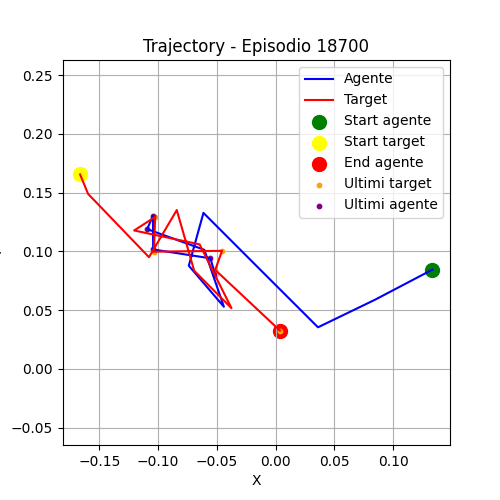 Trajectory - Episodio 18700
Agente
Target
Start agente
Start target
End agente
Ultimi target
Ultimi agente
0.25
0.20
0.15
0.10
0.05
0.00
−0.05
−0.15
−0.10
−0.05
0.00
0.05
0.10
X